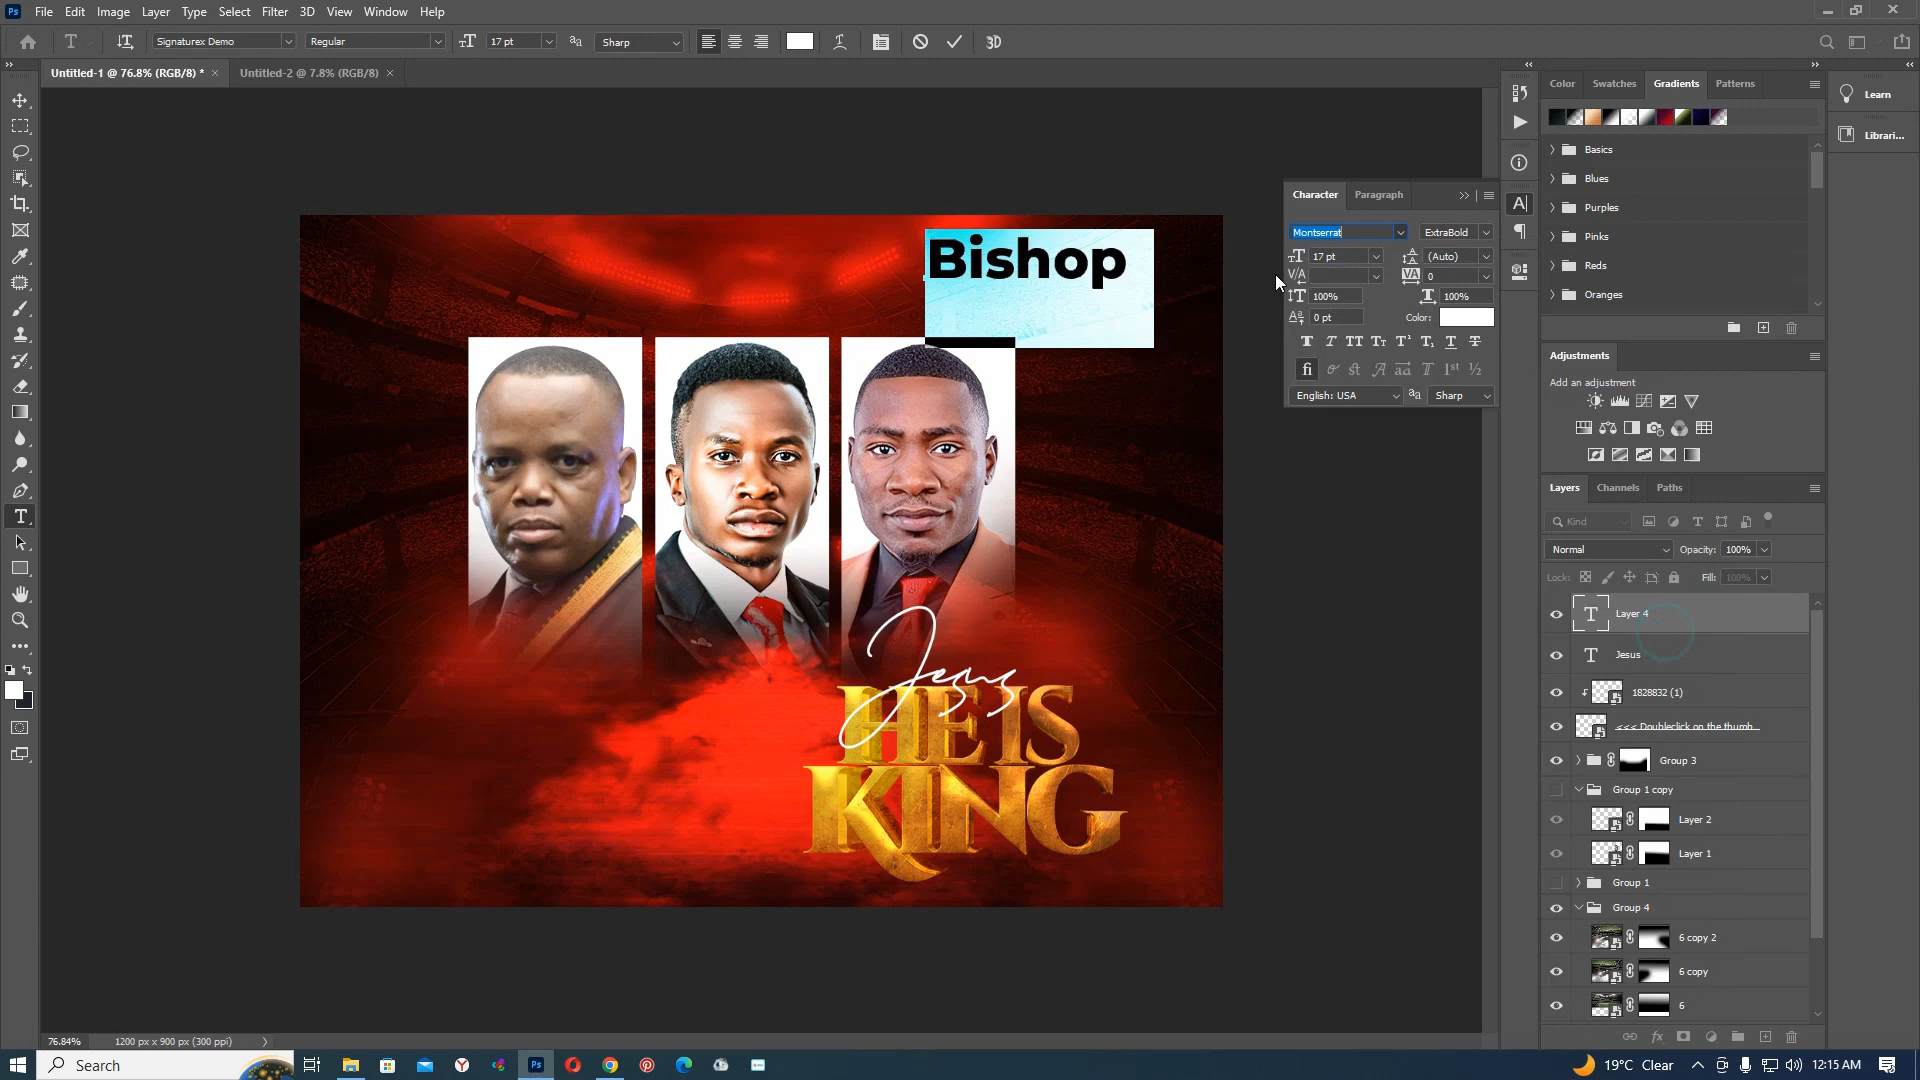 Ps File Edit Image Layer Type Select Filter 3D View Window Help
T Signaturex Demo Regular 17 pt Sharp 3D
Untitled-1 @ 76.8% (RGB/8) * × Untitled-2 @ 7.8% (RGB/8) ×
Color Swatches Gradients Patterns
Learn
Librari...
Basics
Blues
Purples
Pinks
Reds
Oranges
Character Paragraph
Montserrat ExtraBold
17 pt (Auto)
0
100% 100%
0 pt Color:
English: USA Sharp
Bishop
Jesus
HE IS
KING
Adjustments
Add an adjustment
Layers Channels Paths
Kind
Normal Opacity: 100%
Lock: Fill: 100%
Layer 4
Jesus
1828832 (1)
<<< Doubleclick on the thumb...
Group 3
Group 1 copy
Layer 2
Layer 1
Group 1
Group 4
6 copy 2
6 copy
6
76.84% 1200 px x 900 px (300 ppi)
Search
Ps
19°C Clear 12:15 AM